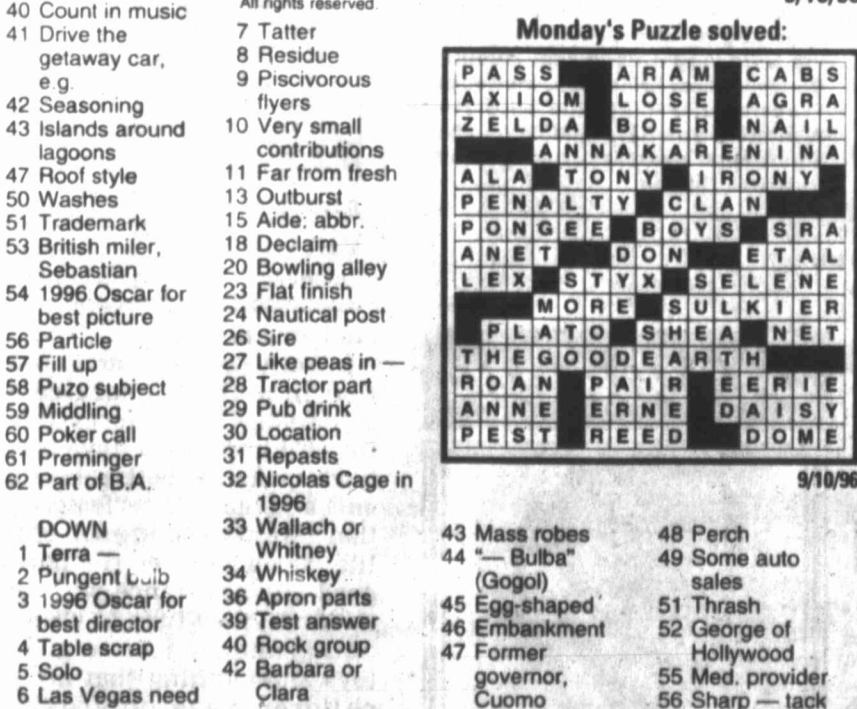 40 Count in music
41 Drive the
getaway car,
e.g.
42 Seasoning
43 Islands around
lagoons
47 Roof style
50 Washes
51 Trademark
53 British miler,
Sebastian
54 1996 Oscar for
best picture
56 Particle
57 Fill up
58 Puzo subject
59 Middling
60 Poker call
61 Preminger
62 Part of B.A.
DOWN
1 Terra —
2 Pungent bulb
3 1996 Oscar for
best director
4 Table scrap
5 Solo
6 Las Vegas need
All rights reserved.
7 Tatter
8 Residue
9 Piscivorous
flyers
10 Very small
contributions
11 Far from fresh
13 Outburst
15 Aide: abbr.
18 Declaim
20 Bowling alley
23 Flat finish
24 Nautical post
26 Sire
27 Like peas in —
28 Tractor part
29 Pub drink
30 Location
31 Repasts
32 Nicolas Cage in
1996
33 Wallach or
Whitney
34 Whiskey
36 Apron parts
39 Test answer
40 Rock group
42 Barbara or
Clara
Monday's Puzzle solved:
PASS ARAM CABS
AXIOM LOSE AGRA
ZELDA BOER NAIL
ANNAKARENINA
ALA TONY IRONY
PENALTY CLAN
PONGEE BOYS SRA
ANET DON ETAL
LEX STYX SELENE
MORE SULKIER
PLATO SHEA NET
THEGOODEARTH
ROAN PAIR EERIE
ANNE ERNE DAISY
PEST REED DOME
9/10/96
43 Mass robes
44 "— Bulba"
(Gogol)
45 Egg-shaped
46 Embankment
47 Former
governor,
Cuomo
48 Perch
49 Some auto
sales
51 Thrash
52 George of
Hollywood
55 Med. provider
56 Sharp — tack